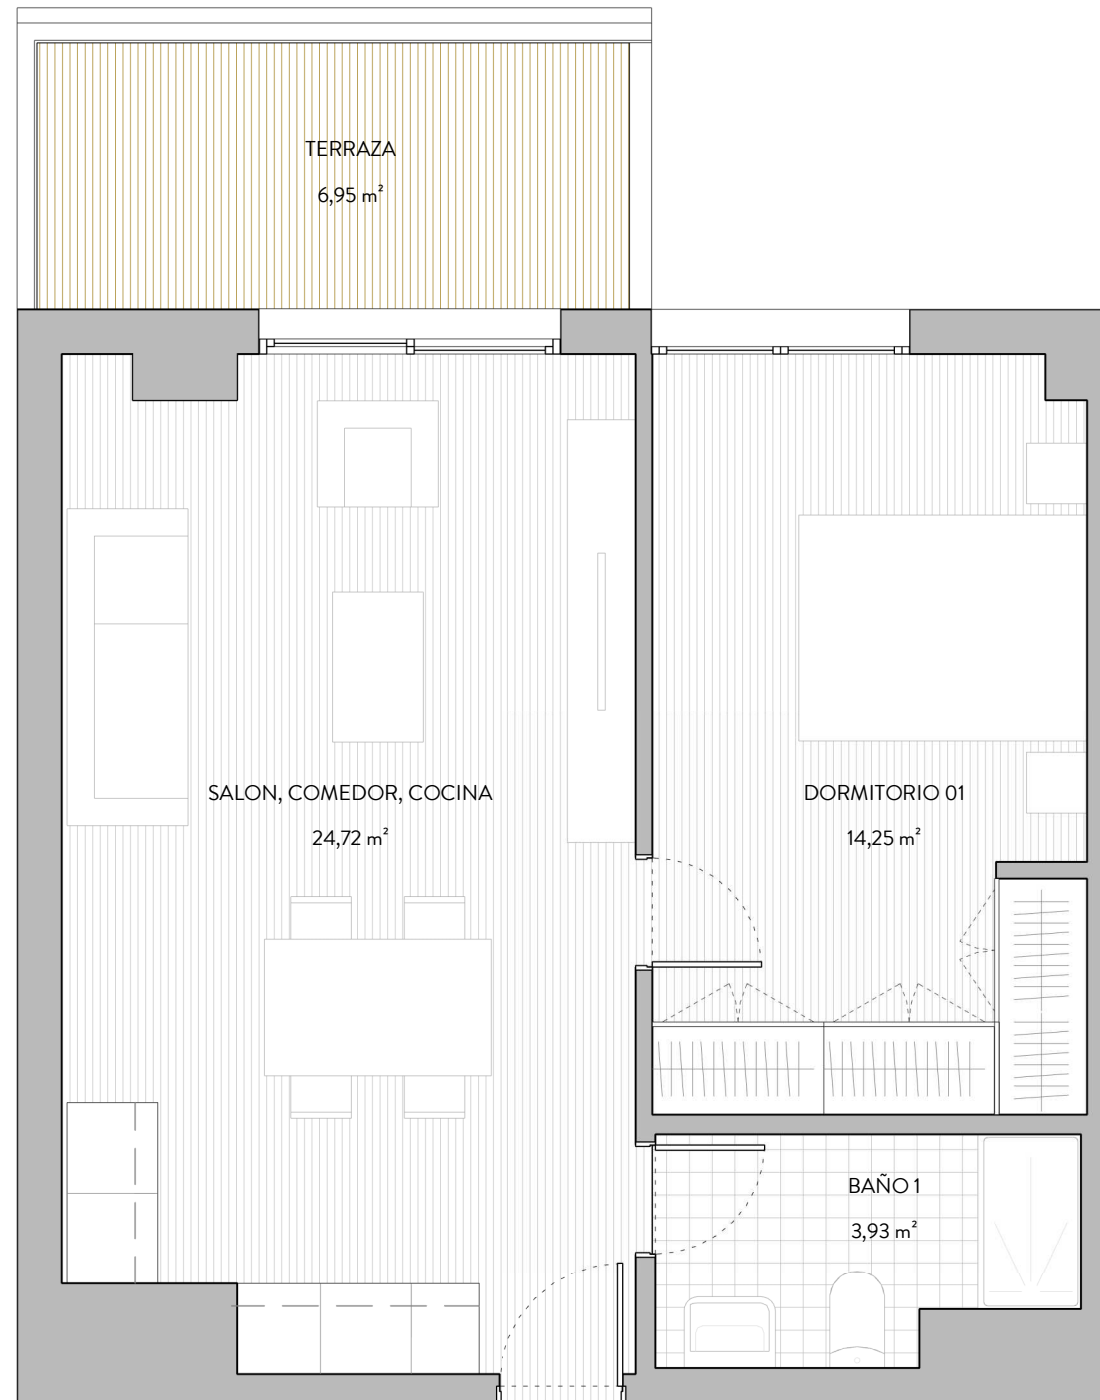 TERRAZA
6,95 m²
SALON, COMEDOR, COCINA
24,72 m²
DORMITORIO 01
14,25 m²
BAÑO 1
3,93 m²